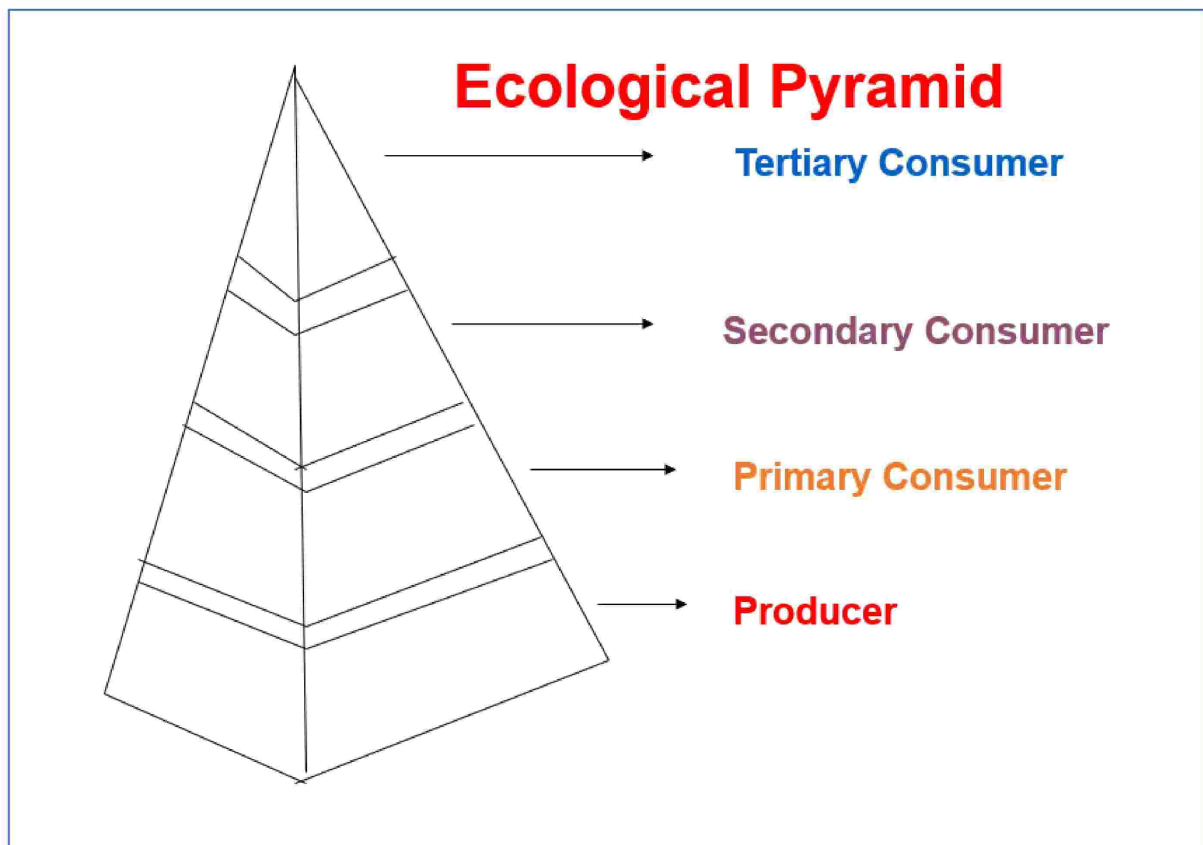 Ecological Pyramid
Tertiary Consumer
Secondary Consumer
Primary Consumer
Producer